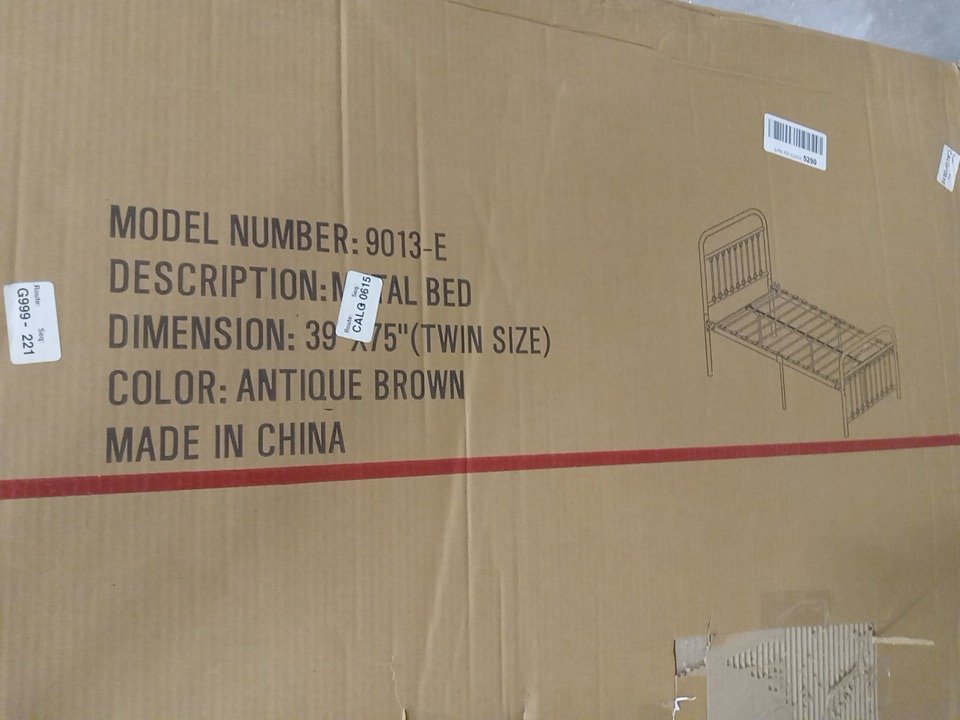 MODEL NUMBER: 9013-E
DESCRIPTION: M TAL BED
DIMENSION: 39 X75"(TWIN SIZE)
COLOR: ANTIQUE BROWN
MADE IN CHINA
Route: Seq:
G999 - 221
Route: Seq:
CALG 0615
5290